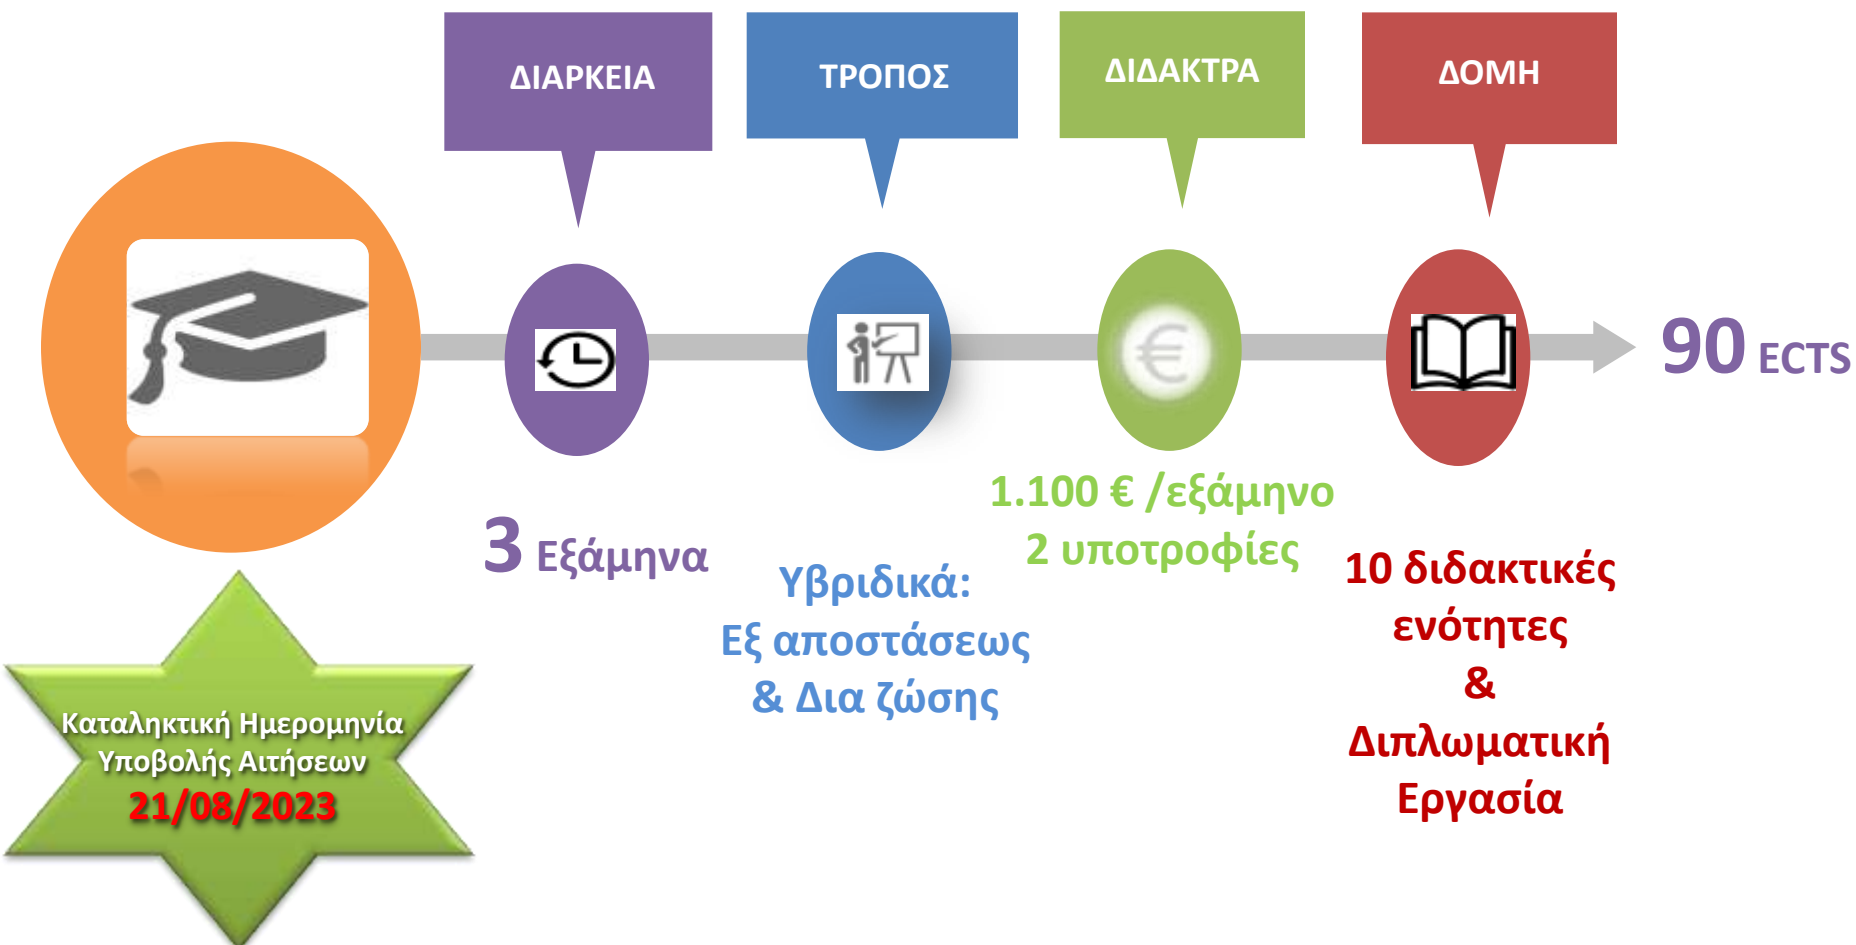 ΔΙΑΡΚΕΙΑ
ΤΡΟΠΟΣ
ΔΙΔΑΚΤΡΑ
ΔΟΜΗ
90 ECTS
3 Εξάμηνα
Υβριδικά:
Εξ αποστάσεως
& Δια ζώσης
1.100 € /εξάμηνο
2 υποτροφίες
10 διδακτικές
ενότητες
&
Διπλωματική
Εργασία
Καταληκτική Ημερομηνία
Υποβολής Αιτήσεων
21/08/2023